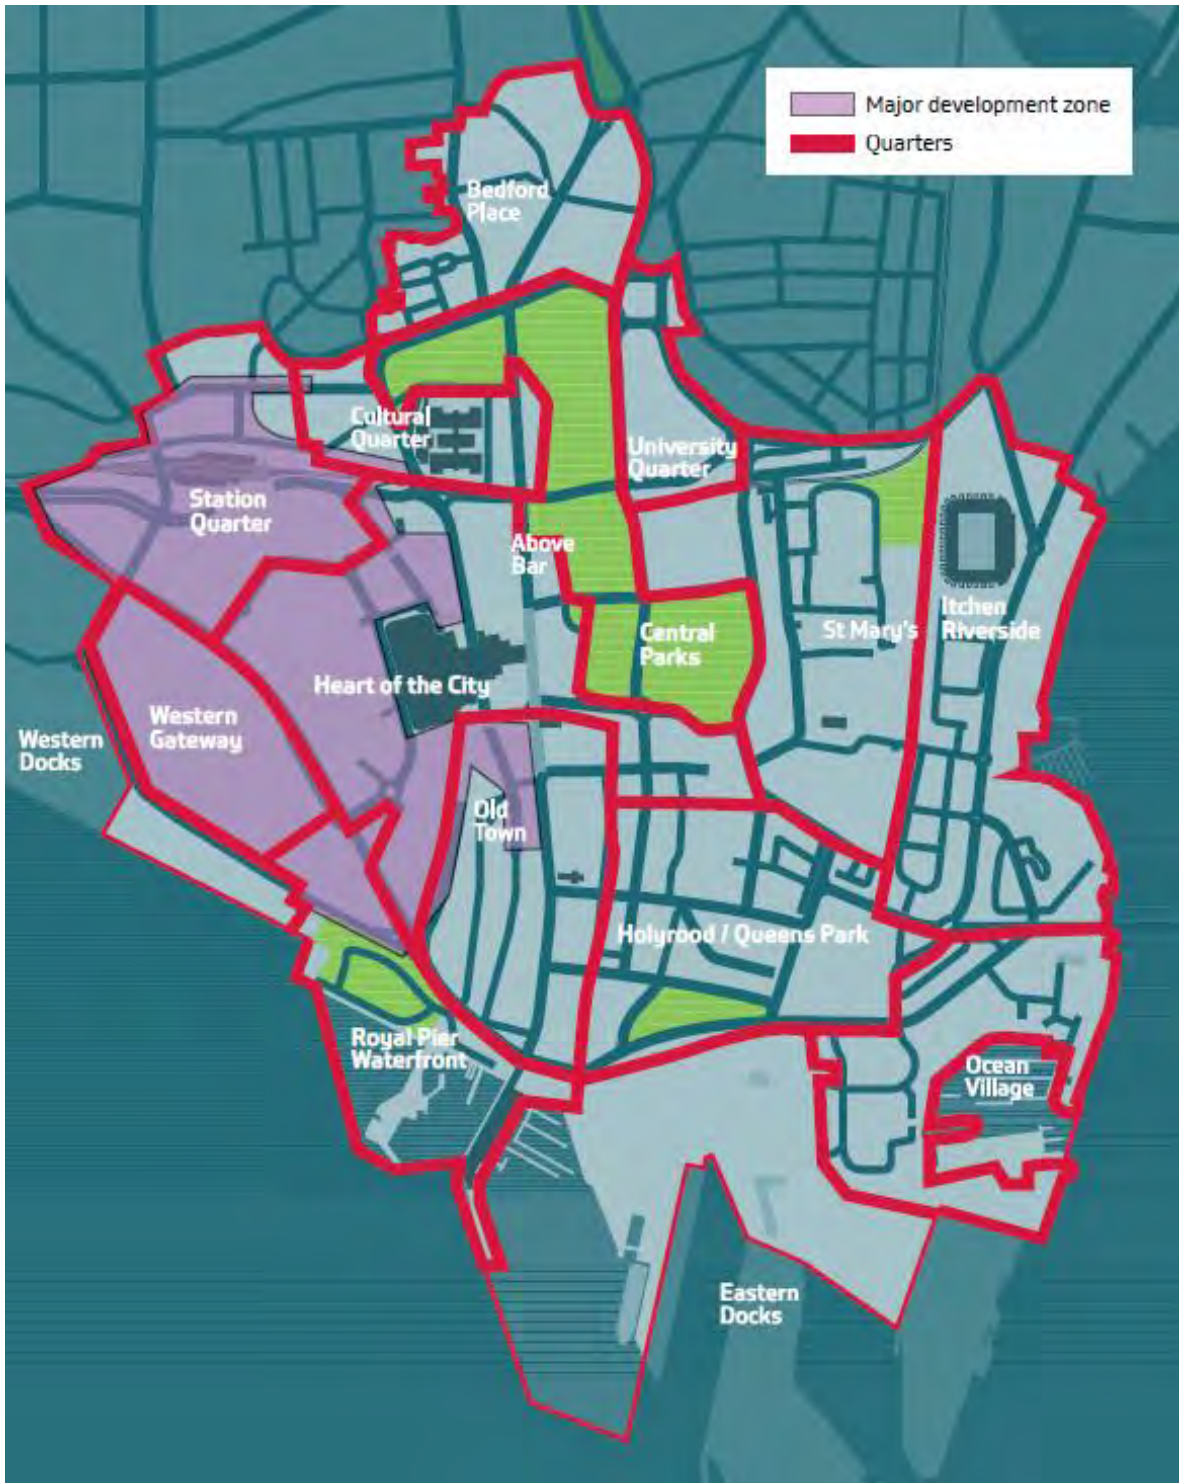 Major development zone
Quarters
Bedford
Place
Cultural
Quarter
University
Quarter
Station
Quarter
Above
Bar
Itchen
Riverside
Central
Parks
St Mary's
Heart of the City
Western
Gateway
Western
Docks
Old
Town
Holyrood / Queens Park
Royal Pier
Waterfront
Ocean
Village
Eastern
Docks